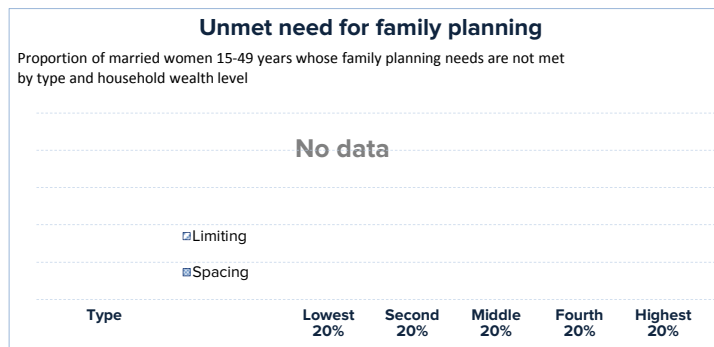 Unmet need for family planning
Proportion of married women 15-49 years whose family planning needs are not met
by type and household wealth level
No data
Limiting
Spacing
Type
Lowest 20%
Second 20%
Middle 20%
Fourth 20%
Highest 20%